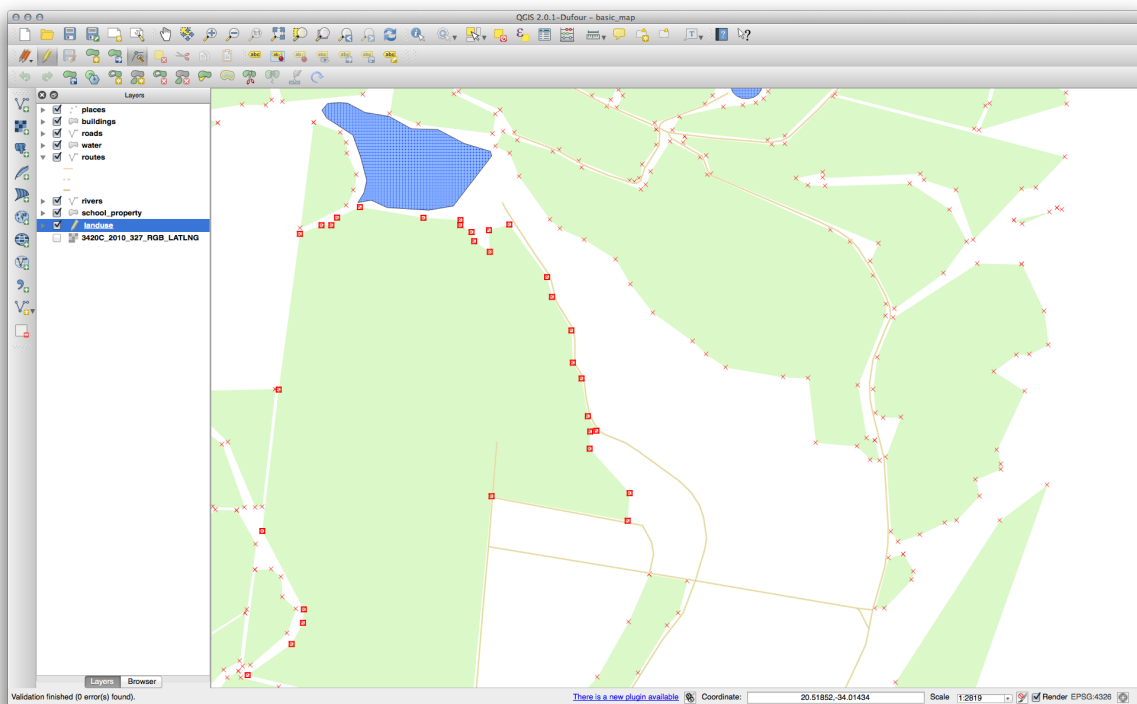 QGIS 2.0.1-Dufour - basic_map
Layers
places
buildings
roads
water
routes
rivers
school_property
landuse
3420C_2010_327_RGB_LATLNG
Layers
Browser
Validation finished (0 error(s) found).
There is a new plugin available
Coordinate:
20.51852,-34.01434
Scale
1:2819
Render
EPSG:4326